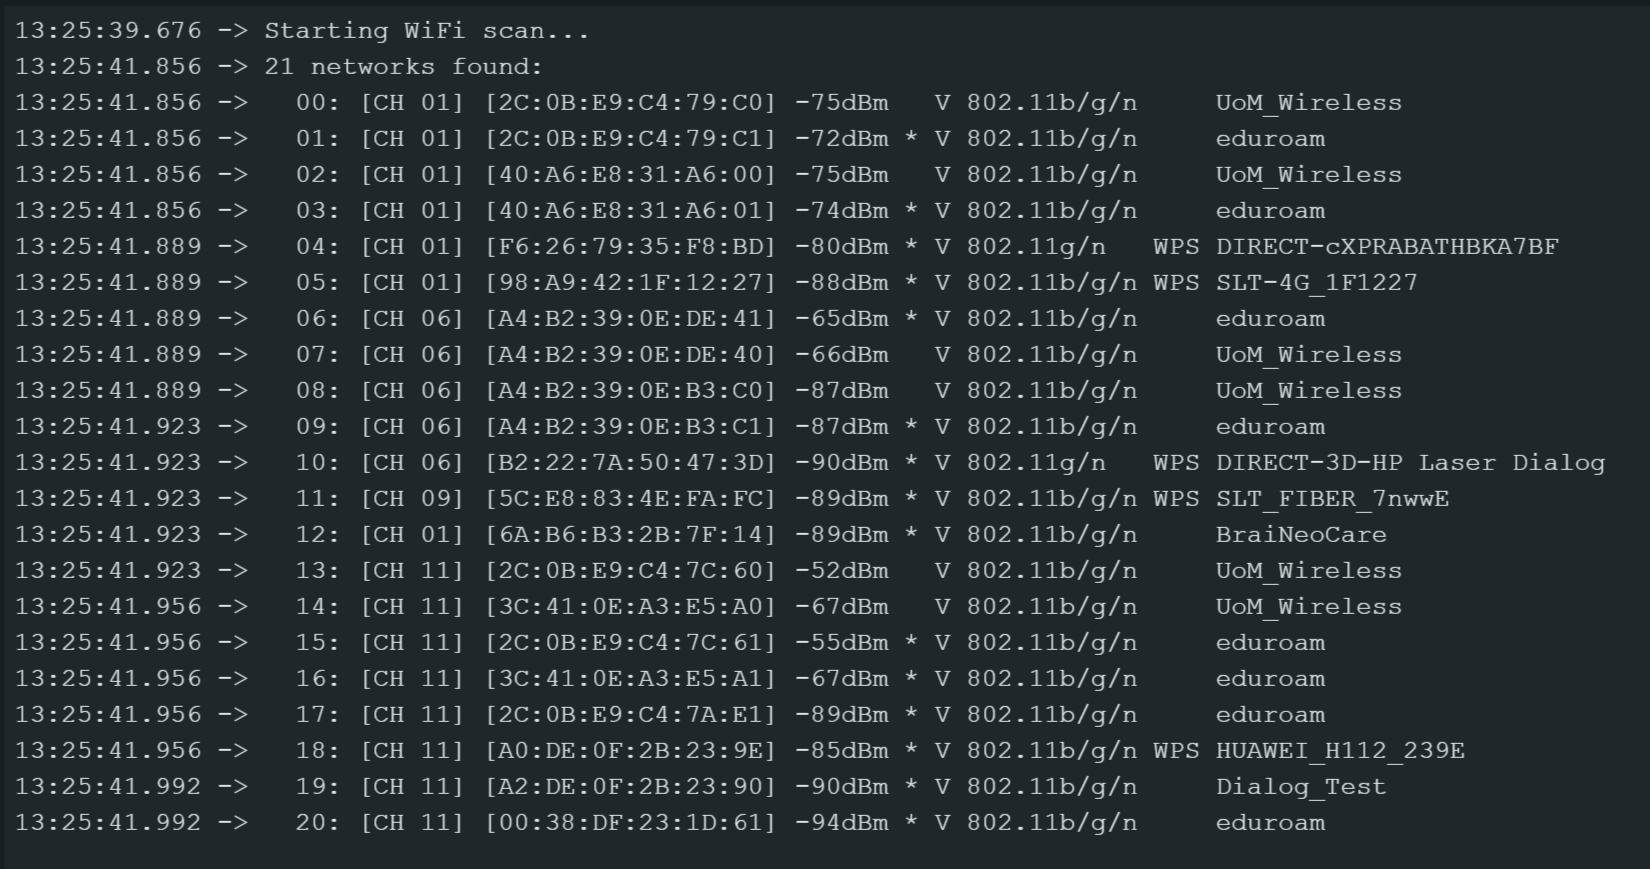 13:25:39.676 -> Starting WiFi scan...
13:25:41.856 -> 21 networks found:
13:25:41.856 ->   00: [CH 01] [2C:0B:E9:C4:79:C0] -75dBm   V 802.11b/g/n     UoM_Wireless
13:25:41.856 ->   01: [CH 01] [2C:0B:E9:C4:79:C1] -72dBm * V 802.11b/g/n     eduroam
13:25:41.856 ->   02: [CH 01] [40:A6:E8:31:A6:00] -75dBm   V 802.11b/g/n     UoM_Wireless
13:25:41.856 ->   03: [CH 01] [40:A6:E8:31:A6:01] -74dBm * V 802.11b/g/n     eduroam
13:25:41.889 ->   04: [CH 01] [F6:26:79:35:F8:BD] -80dBm * V 802.11g/n   WPS DIRECT-cXPRABATHBKA7BF
13:25:41.889 ->   05: [CH 01] [98:A9:42:1F:12:27] -88dBm * V 802.11b/g/n WPS SLT-4G_1F1227
13:25:41.889 ->   06: [CH 06] [A4:B2:39:0E:DE:41] -65dBm * V 802.11b/g/n     eduroam
13:25:41.889 ->   07: [CH 06] [A4:B2:39:0E:DE:40] -66dBm   V 802.11b/g/n     UoM_Wireless
13:25:41.889 ->   08: [CH 06] [A4:B2:39:0E:B3:C0] -87dBm   V 802.11b/g/n     UoM_Wireless
13:25:41.923 ->   09: [CH 06] [A4:B2:39:0E:B3:C1] -87dBm * V 802.11b/g/n     eduroam
13:25:41.923 ->   10: [CH 06] [B2:22:7A:50:47:3D] -90dBm * V 802.11g/n   WPS DIRECT-3D-HP Laser Dialog
13:25:41.923 ->   11: [CH 09] [5C:E8:83:4E:FA:FC] -89dBm * V 802.11b/g/n WPS SLT_FIBER_7nwwE
13:25:41.923 ->   12: [CH 01] [6A:B6:B3:2B:7F:14] -89dBm * V 802.11b/g/n     BraiNeoCare
13:25:41.923 ->   13: [CH 11] [2C:0B:E9:C4:7C:60] -52dBm   V 802.11b/g/n     UoM_Wireless
13:25:41.956 ->   14: [CH 11] [3C:41:0E:A3:E5:A0] -67dBm   V 802.11b/g/n     UoM_Wireless
13:25:41.956 ->   15: [CH 11] [2C:0B:E9:C4:7C:61] -55dBm * V 802.11b/g/n     eduroam
13:25:41.956 ->   16: [CH 11] [3C:41:0E:A3:E5:A1] -67dBm * V 802.11b/g/n     eduroam
13:25:41.956 ->   17: [CH 11] [2C:0B:E9:C4:7A:E1] -89dBm * V 802.11b/g/n     eduroam
13:25:41.956 ->   18: [CH 11] [A0:DE:0F:2B:23:9E] -85dBm * V 802.11b/g/n WPS HUAWEI_H112_239E
13:25:41.992 ->   19: [CH 11] [A2:DE:0F:2B:23:90] -90dBm * V 802.11b/g/n     Dialog_Test
13:25:41.992 ->   20: [CH 11] [00:38:DF:23:1D:61] -94dBm * V 802.11b/g/n     eduroam